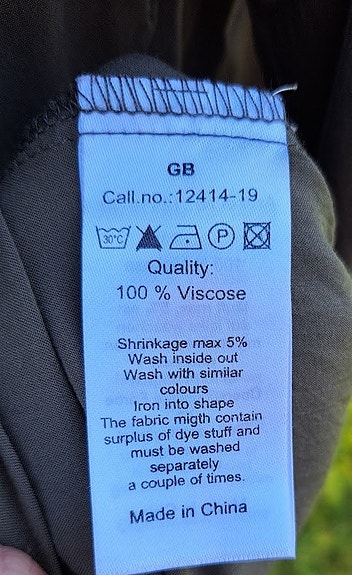 GB
Call.no.:12414-19
30°C P
Quality:
100 % Viscose
Shrinkage max 5%
Wash inside out
Wash with similar
colours
Iron into shape
The fabric migth contain
surplus of dye stuff and
must be washed
separately
a couple of times.
Made in China